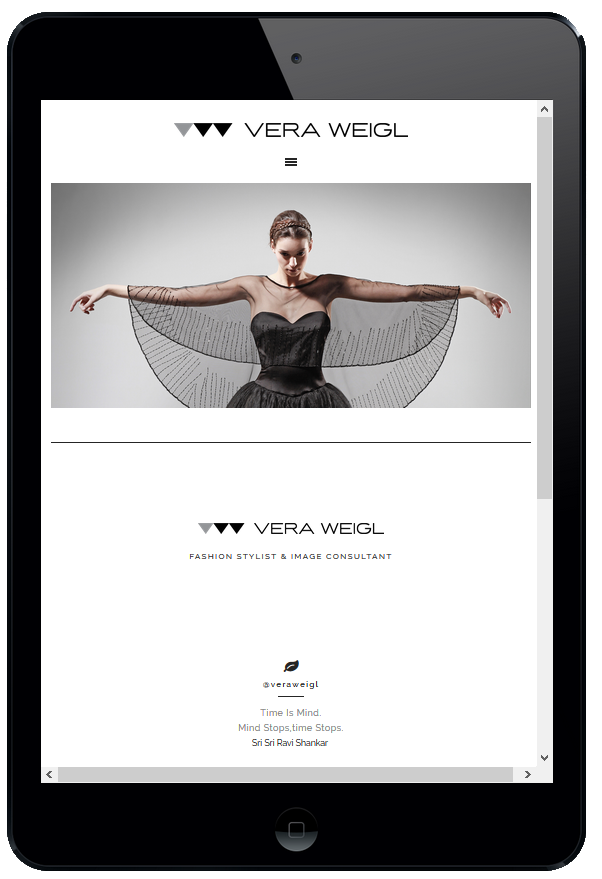 VERA WEIGL
VERA WEIGL
FASHION STYLIST & IMAGE CONSULTANT
@veraweigl
Time Is Mind.
Mind Stops,time Stops.
Sri Sri Ravi Shankar